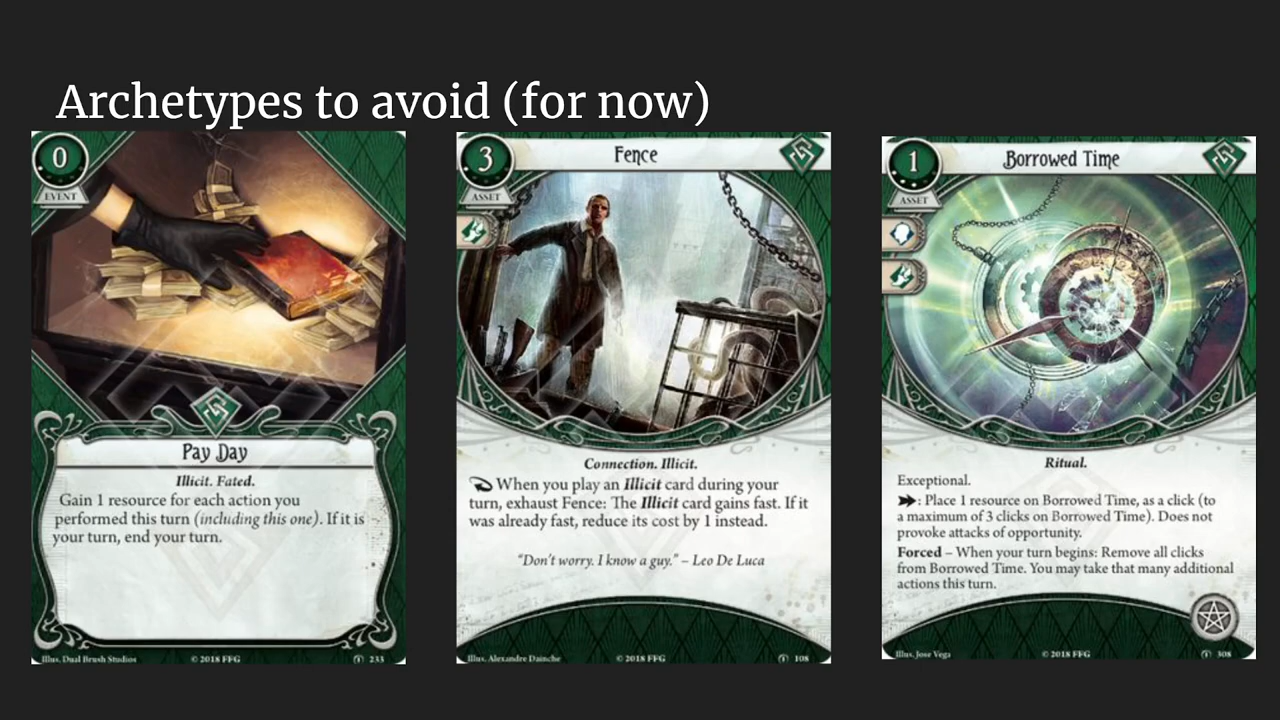 Archetypes to avoid (for now)
0
EVENT
Pay Day
Illicit. Fated.
Gain 1 resource for each action you
performed this turn (including this one). If it is
your turn, end your turn.
Illus. Dual Brush Studios © 2018 FFG 233
3
Fence
ASSET
Connection. Illicit.
When you play an Illicit card during your
turn, exhaust Fence: The Illicit card gains fast. If it
was already fast, reduce its cost by 1 instead.
"Don't worry. I know a guy." – Leo De Luca
Illus. Alexandre Dainche © 2018 FFG 108
1
Borrowed Time
ASSET
Ritual.
Exceptional.
: Place 1 resource on Borrowed Time, as a click (to
a maximum of 3 clicks on Borrowed Time). Does not
provoke attacks of opportunity.
Forced – When your turn begins: Remove all clicks
from Borrowed Time. You may take that many additional
actions this turn.
Illus. Jose Vega © 2018 FFG 308